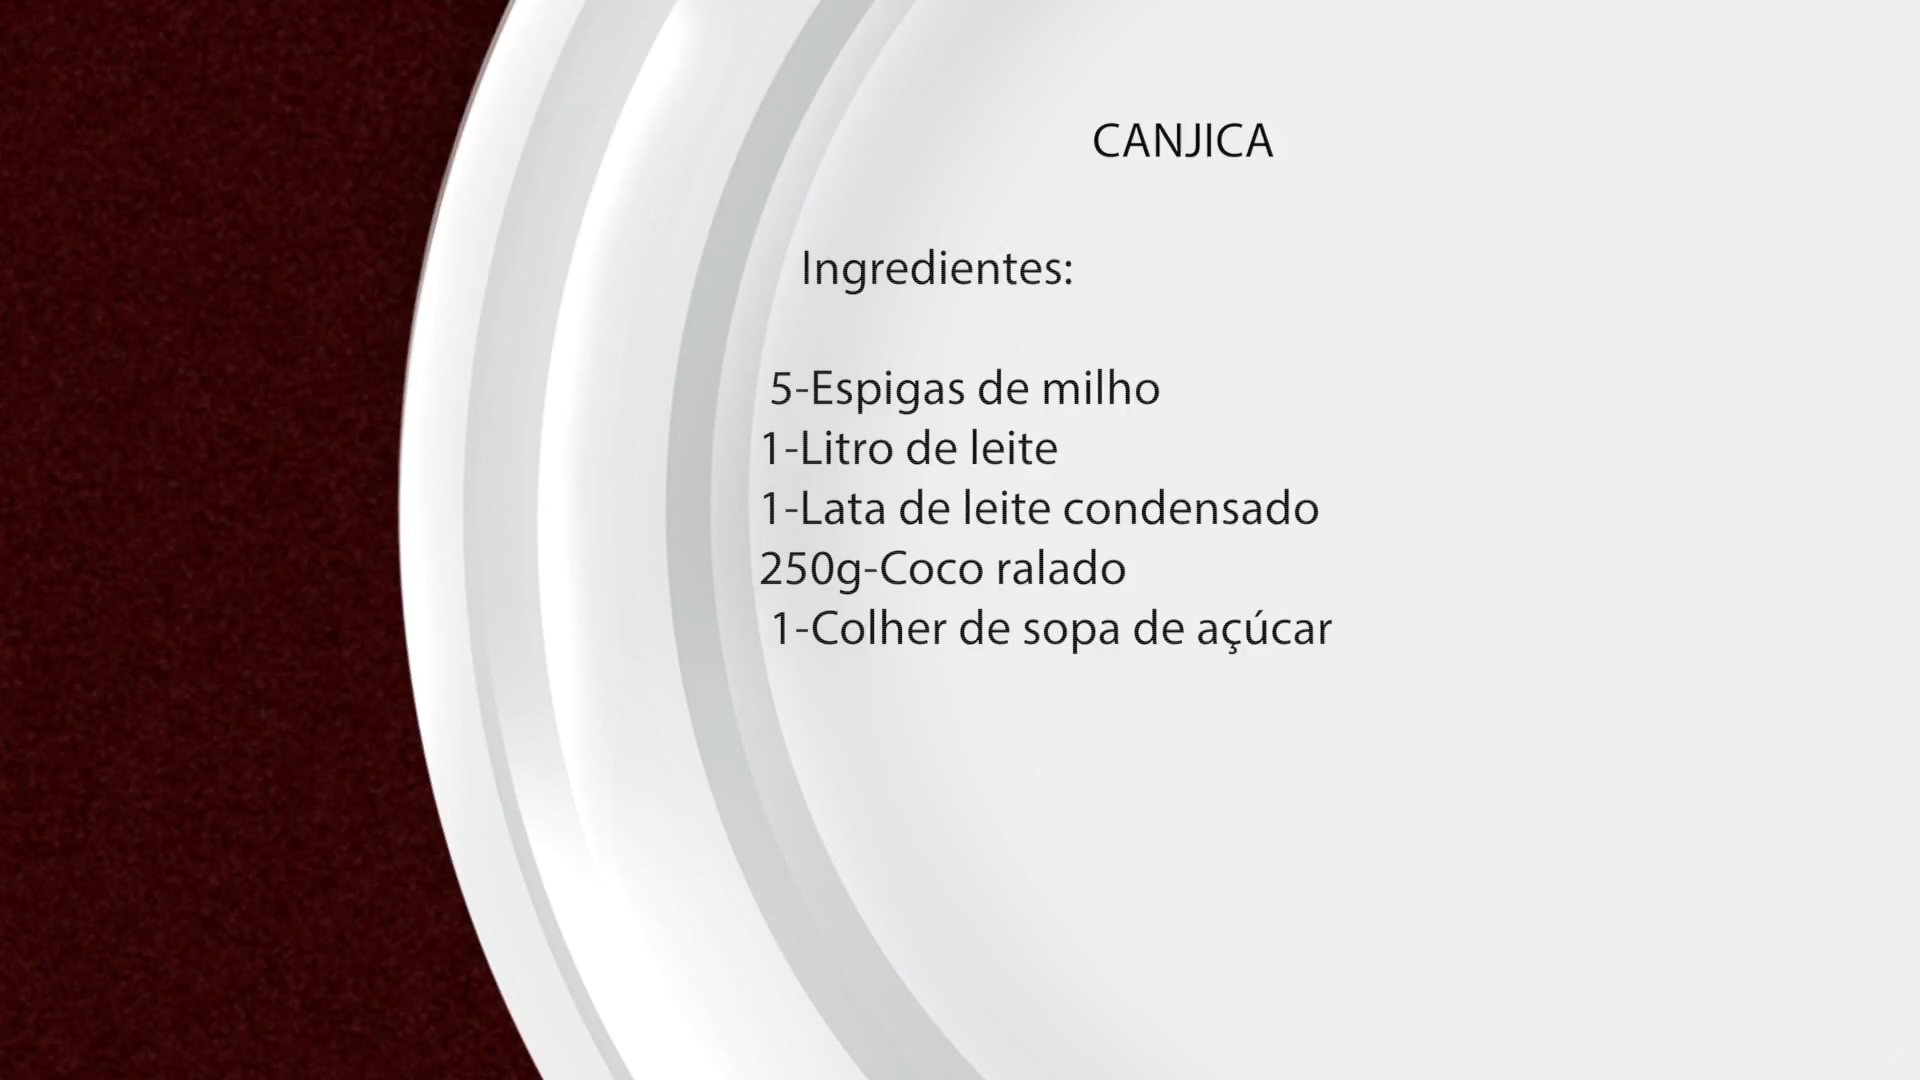 CANJICA
Ingredientes:
5-Espigas de milho
1-Litro de leite
1-Lata de leite condensado
250g-Coco ralado
1-Colher de sopa de açúcar